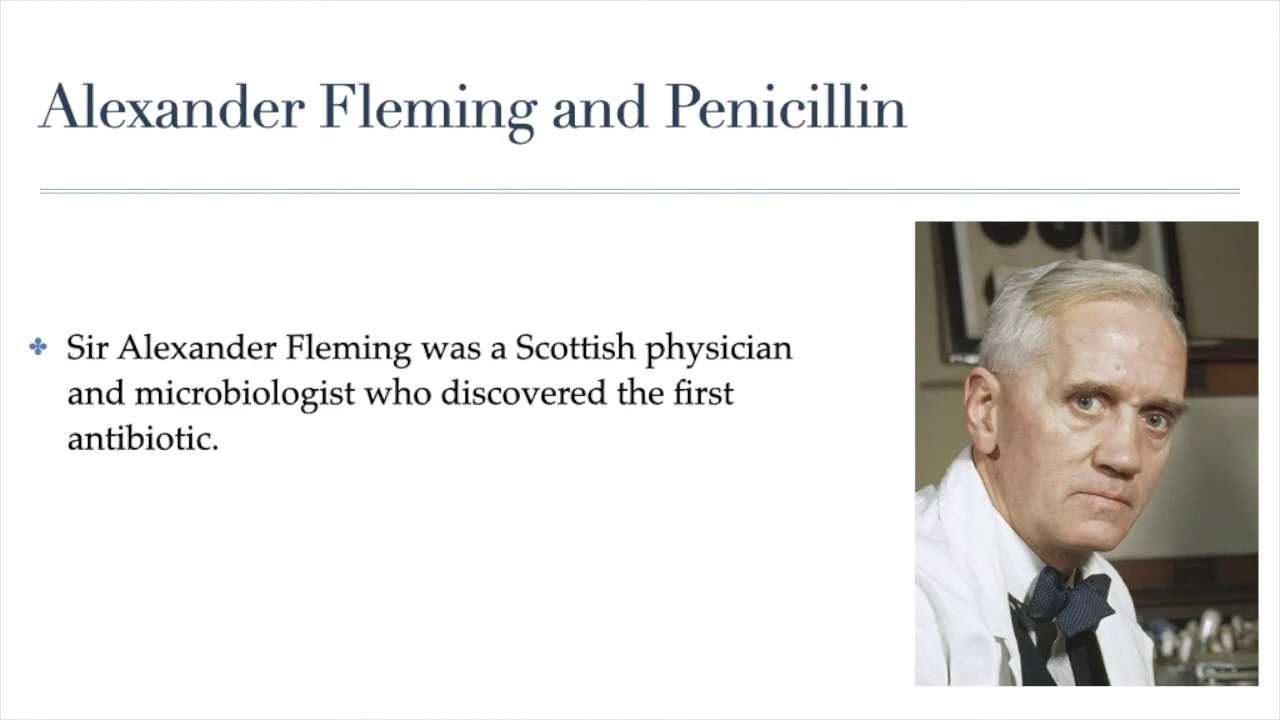 Alexander Fleming and Penicillin
Sir Alexander Fleming was a Scottish physician
and microbiologist who discovered the first
antibiotic.